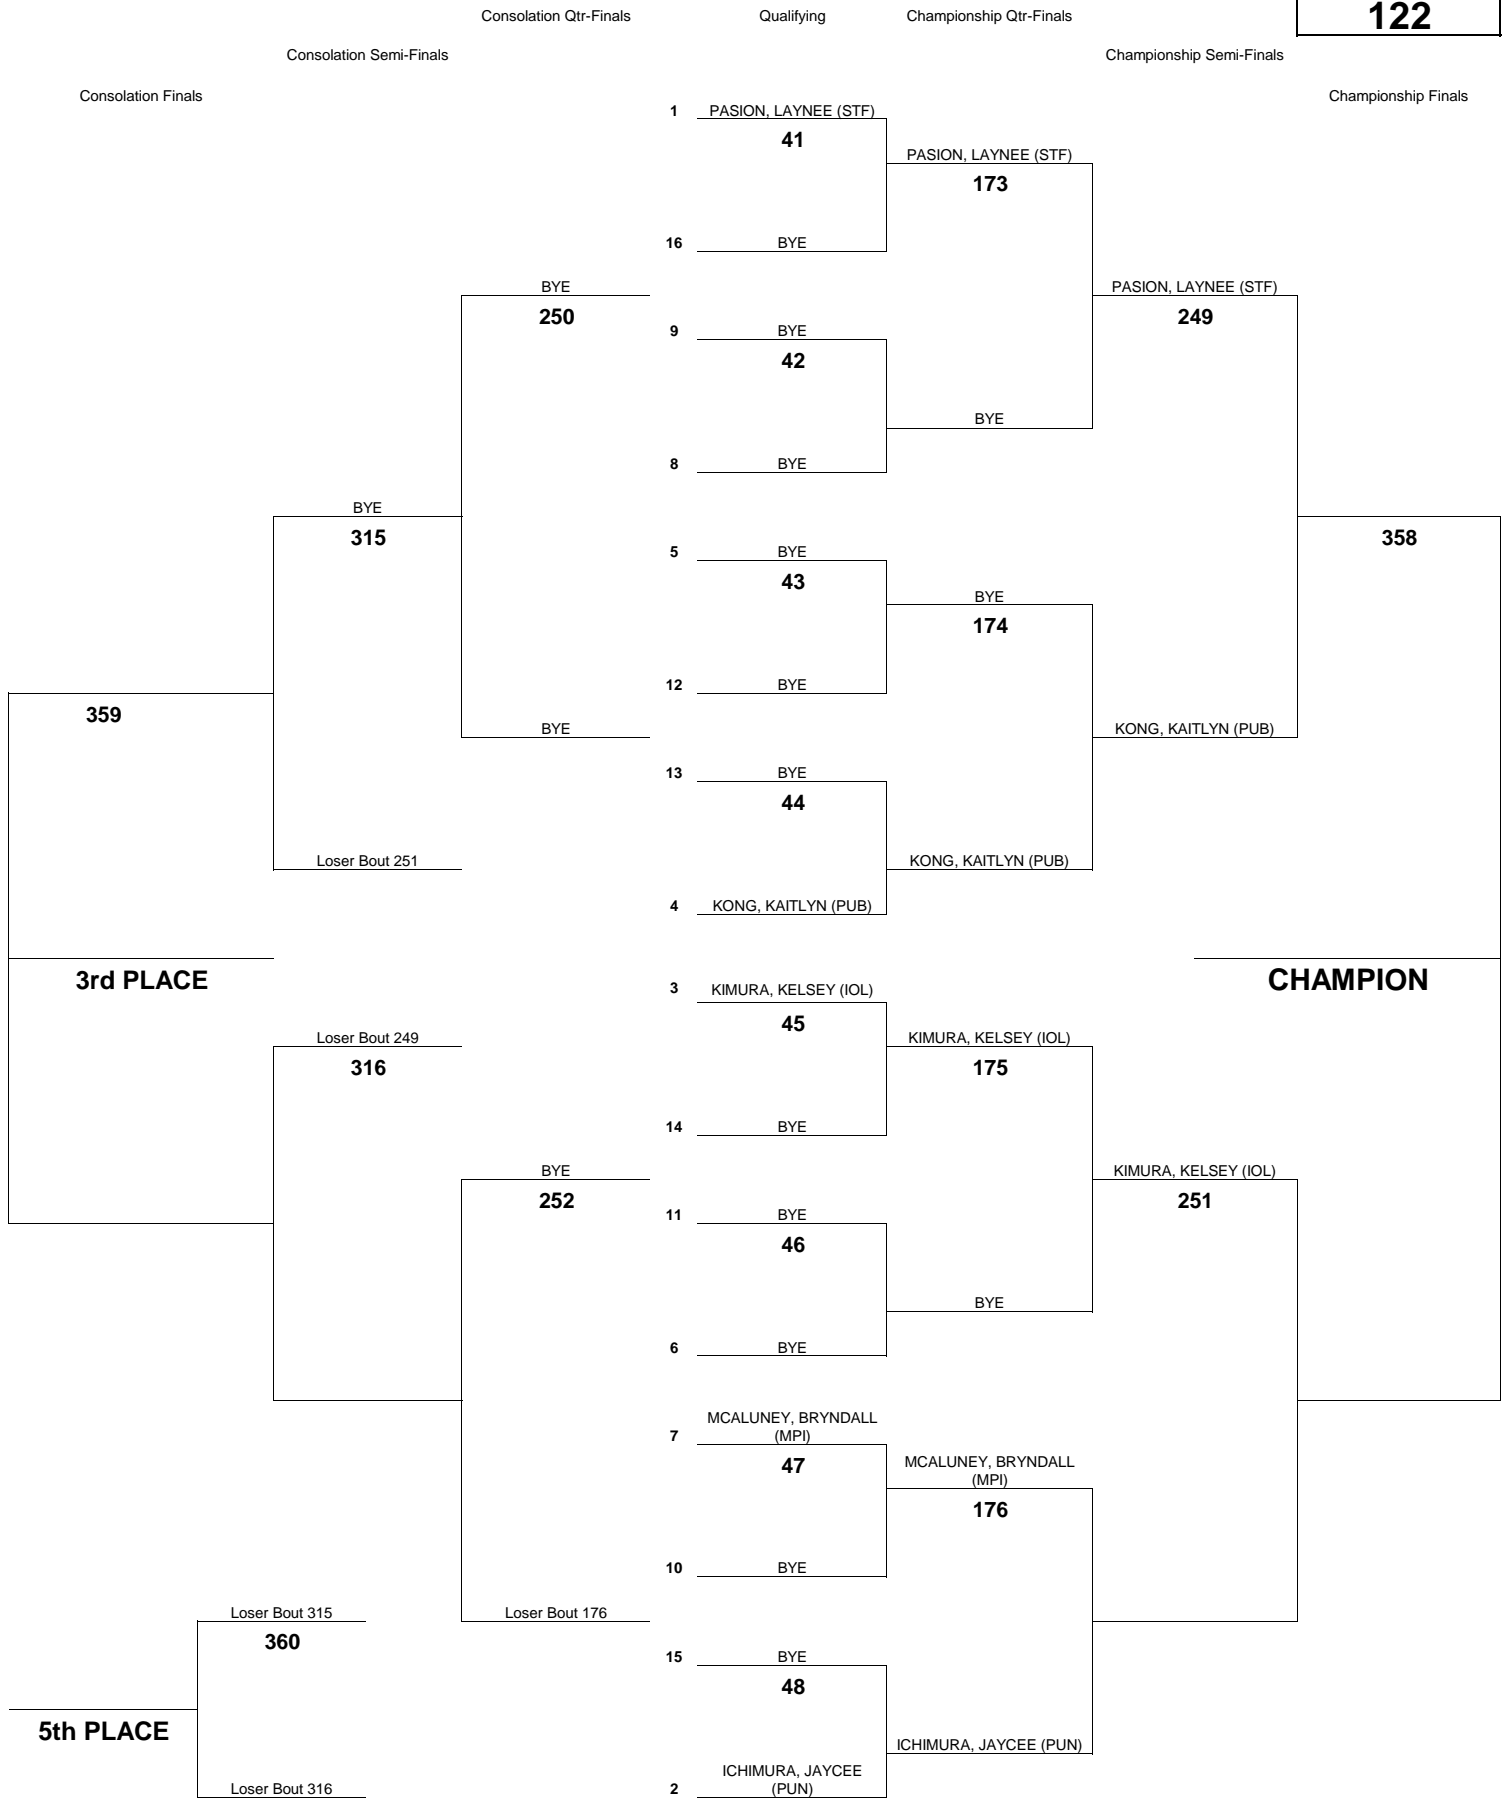 Consolation Qtr-Finals
Qualifying
Championship Qtr-Finals
122
Consolation Semi-Finals
Championship Semi-Finals
Consolation Finals
Championship Finals
1 PASION, LAYNEE (STF)
41
PASION, LAYNEE (STF)
173
16 BYE
BYE
250
PASION, LAYNEE (STF)
249
9 BYE
42
BYE
8 BYE
BYE
315
358
5 BYE
43
BYE
174
12 BYE
359
BYE
KONG, KAITLYN (PUB)
13 BYE
44
Loser Bout 251
KONG, KAITLYN (PUB)
4 KONG, KAITLYN (PUB)
3rd PLACE
CHAMPION
3 KIMURA, KELSEY (IOL)
45
Loser Bout 249
316
KIMURA, KELSEY (IOL)
175
14 BYE
BYE
252
KIMURA, KELSEY (IOL)
251
11 BYE
46
BYE
6 BYE
MCALUNEY, BRYNDALL
7 (MPI)
47
MCALUNEY, BRYNDALL
(MPI)
176
10 BYE
Loser Bout 315
360
Loser Bout 176
15 BYE
48
5th PLACE
ICHIMURA, JAYCEE (PUN)
ICHIMURA, JAYCEE
2 (PUN)
Loser Bout 316